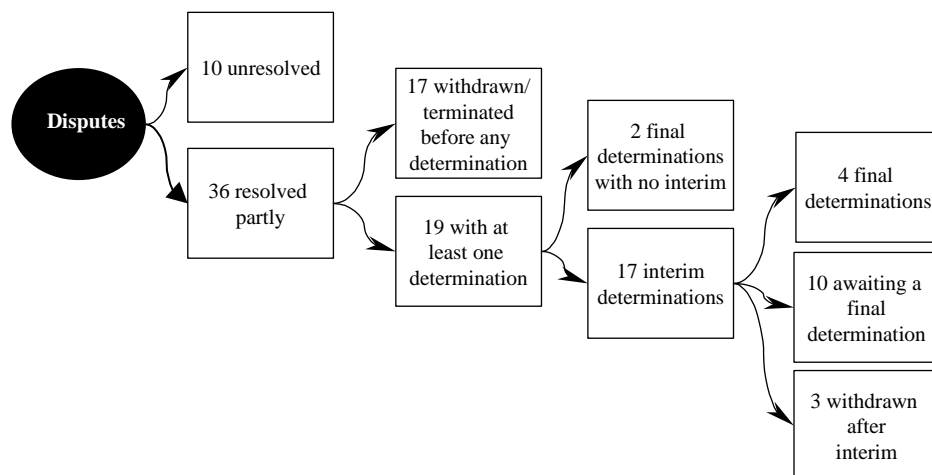 Disputes
10 unresolved
36 resolved
partly
17 withdrawn/
terminated
before any
determination
19 with at
least one
determination
2 final
determinations
with no interim
17 interim
determinations
4 final
determinations
10 awaiting a
final
determination
3 withdrawn
after
interim